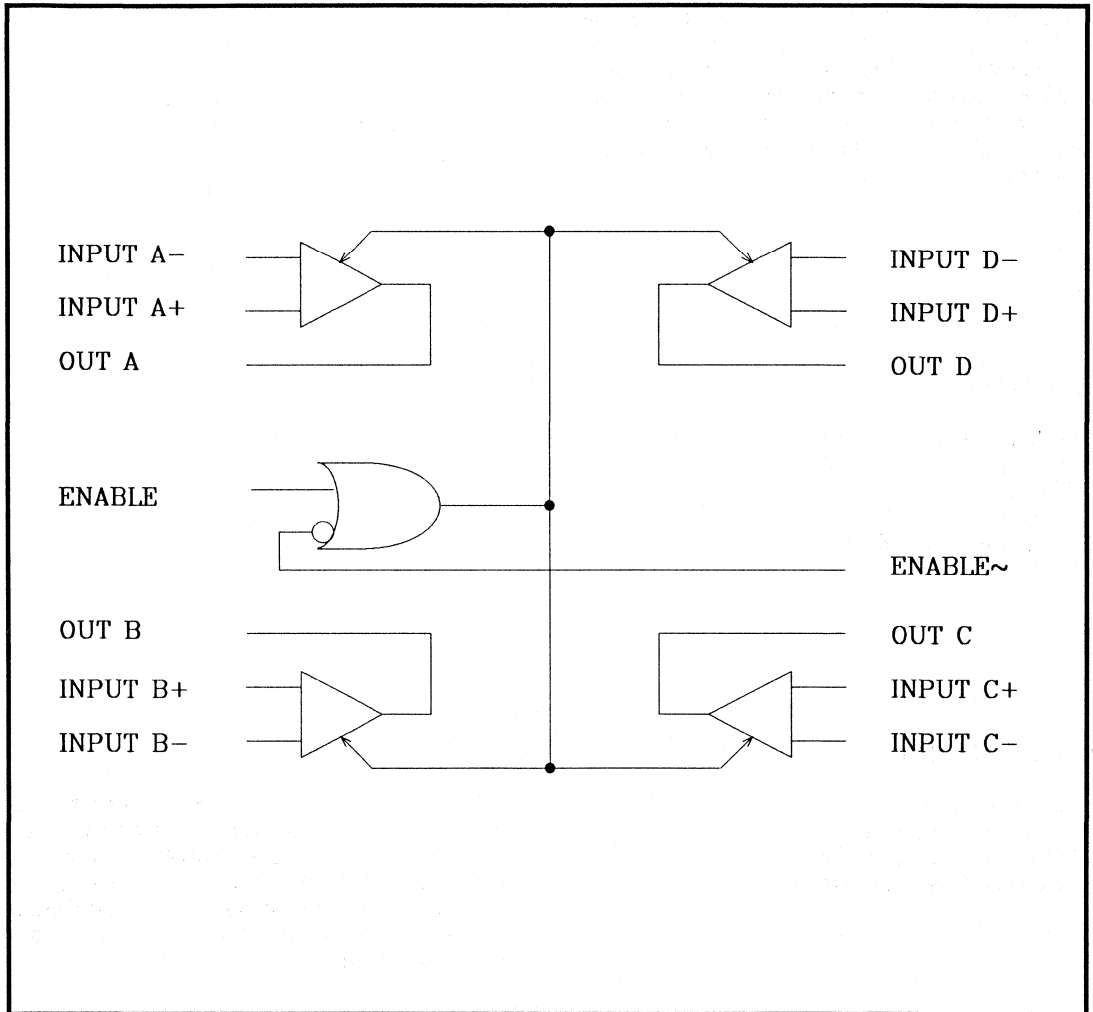 INPUT A−
INPUT A+
OUT A
ENABLE
OUT B
INPUT B+
INPUT B−
INPUT D−
INPUT D+
OUT D
ENABLE~
OUT C
INPUT C+
INPUT C−